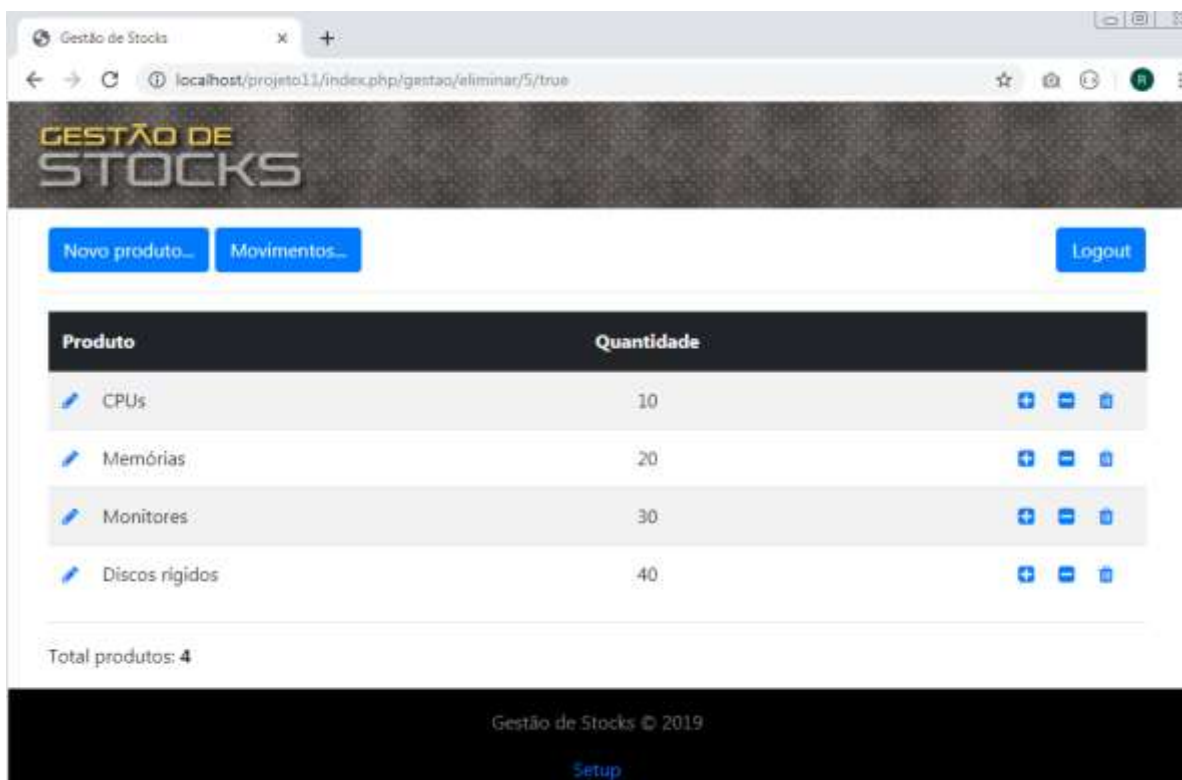 Gestão de Stocks
localhost/projeto11/index.php/gestao/eliminar/5/true
R
GESTÃO DE
STOCKS
Novo produto...
Movimentos...
Logout
Produto Quantidade
CPUs 10
Memórias 20
Monitores 30
Discos rígidos 40
Total produtos: 4
Gestão de Stocks © 2019
Setup